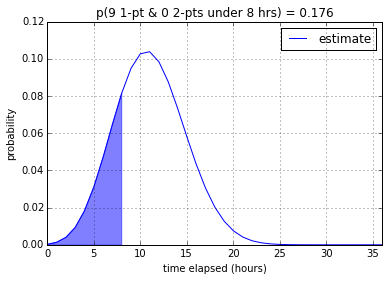 p(9 1-pt & 0 2-pts under 8 hrs) = 0.176
0.12
estimate
0.10
0.08
probability
0.06
0.04
0.02
0.00
0 5 10 15 20 25 30 35
time elapsed (hours)